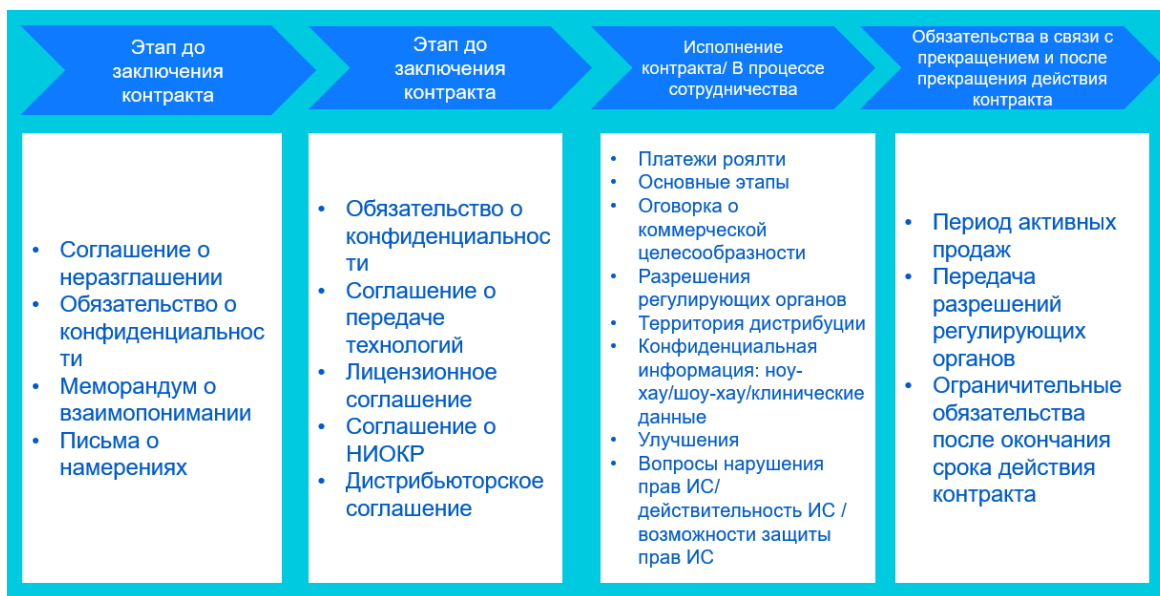 Этап до
заключения
контракта
Этап до
заключения
контракта
Исполнение
контракта/ В процессе
сотрудничества
Обязательства в связи с
прекращением и после
прекращения действия
контракта
• Соглашение о
неразглашении
• Обязательство о
конфиденциальнос
ти
• Меморандум о
взаимопонимании
• Письма о
намерениях
• Обязательство о
конфиденциальнос
ти
• Соглашение о
передаче
технологий
• Лицензионное
соглашение
• Соглашение о
НИОКР
• Дистрибьюторское
соглашение
• Платежи роялти
• Основные этапы
• Оговорка о
коммерческой
целесообразности
• Разрешения
регулирующих органов
• Территория дистрибуции
• Конфиденциальная
информация: ноу-
хау/шоу-хау/клинические
данные
• Улучшения
• Вопросы нарушения
прав ИС/
действительность ИС /
возможности защиты
прав ИС
• Период активных
продаж
• Передача
разрешений
регулирующих
органов
• Ограничительные
обязательства
после окончания
срока действия
контракта